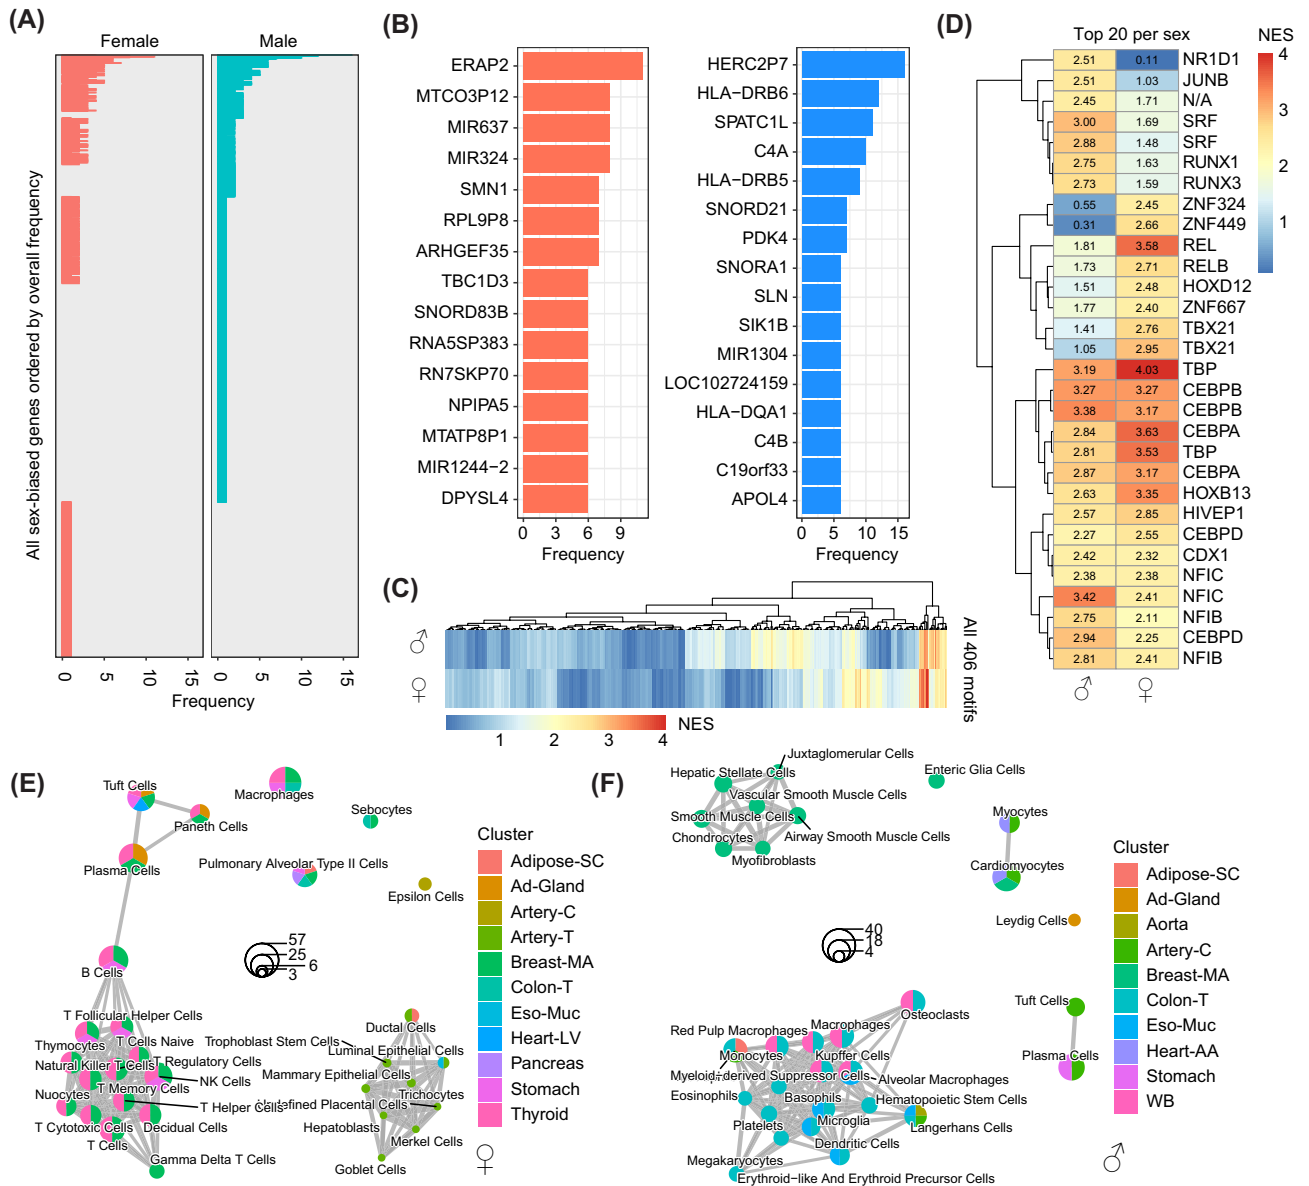 (A)
Female
Male
All sex-biased genes ordered by overall frequency
0
5
10
15
0
5
10
15
Frequency
(B)
ERAP2
MTCO3P12
MIR637
MIR324
SMN1
RPL9P8
ARHGEF35
TBC1D3
SNORD83B
RNA5SP383
RN7SKP70
NPIPA5
MTATP8P1
MIR1244−2
DPYSL4
0
3
6
9
Frequency
HERC2P7
HLA−DRB6
SPATC1L
C4A
HLA−DRB5
SNORD21
PDK4
SNORA1
SLN
SIK1B
MIR1304
LOC102724159
HLA−DQA1
C4B
C19orf33
APOL4
0
5
10
15
Frequency
(C)
♂
♀
All 406 motifs
NES
1
2
3
4
(D)
Top 20 per sex
NES
4
3
2
1
2.51 0.11 NR1D1
2.51 1.03 JUNB
2.45 1.71 N/A
3.00 1.69 SRF
2.88 1.48 SRF
2.75 1.63 RUNX1
2.73 1.59 RUNX3
0.55 2.45 ZNF324
0.31 2.66 ZNF449
1.81 3.58 REL
1.73 2.71 RELB
1.51 2.48 HOXD12
1.77 2.40 ZNF667
1.41 2.76 TBX21
1.05 2.95 TBX21
3.19 4.03 TBP
3.27 3.27 CEBPB
3.38 3.17 CEBPB
2.84 3.63 CEBPA
2.81 3.53 TBP
2.87 3.17 CEBPA
2.63 3.35 HOXB13
2.57 2.85 HIVEP1
2.27 2.55 CEBPD
2.42 2.32 CDX1
2.38 2.38 NFIC
3.42 2.41 NFIC
2.75 2.11 NFIB
2.94 2.25 CEBPD
2.81 2.41 NFIB
♂ ♀
(E)
Tuft Cells
Macrophages
Paneth Cells
Sebocytes
Plasma Cells
Pulmonary Alveolar Type II Cells
Epsilon Cells
57
25
6
3
B Cells
T Follicular Helper Cells
Thymocytes
T Cells Naive
Natural Killer T Cells
T Regulatory Cells
NK Cells
T Memory Cells
Nuocytes
T Helper Cells
T Cytotoxic Cells
Decidual Cells
T Cells
Gamma Delta T Cells
Ductal Cells
Trophoblast Stem Cells
Luminal Epithelial Cells
Mammary Epithelial Cells
Trichocytes
Placental Cells
Hepatoblasts
Merkel Cells
Goblet Cells
Cluster
Adipose-SC
Ad-Gland
Artery-C
Artery-T
Breast-MA
Colon-T
Eso-Muc
Heart-LV
Pancreas
Stomach
Thyroid
♀
(F)
Juxtaglomerular Cells
Hepatic Stellate Cells
Vascular Smooth Muscle Cells
Smooth Muscle Cells
Chondrocytes
Airway Smooth Muscle Cells
Myofibroblasts
Enteric Glia Cells
Myocytes
Cardiomyocytes
Leydig Cells
40
18
4
Tuft Cells
Plasma Cells
Osteoclasts
Red Pulp Macrophages
Macrophages
Monocytes
Kupffer Cells
Myeloid-derived Suppressor Cells
Alveolar Macrophages
Eosinophils
Basophils
Hematopoietic Stem Cells
Platelets
Microglia
Langerhans Cells
Dendritic Cells
Megakaryocytes
Erythroid−like And Erythroid Precursor Cells
Cluster
Adipose-SC
Ad-Gland
Aorta
Artery-C
Breast-MA
Colon-T
Eso-Muc
Heart-AA
Stomach
WB
♂